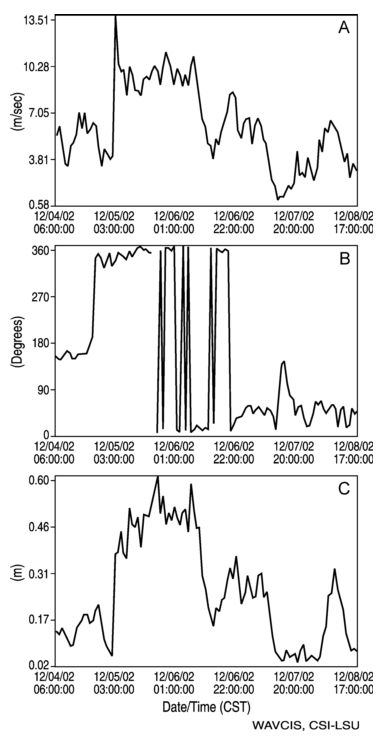 13.51
A
10.28
(m/sec)
7.05
3.81
0.58
12/04/02 12/05/02 12/06/02 12/06/02 12/07/02 12/08/02
06:00:00 03:00:00 01:00:00 22:00:00 20:00:00 17:00:00
360
B
270
(Degrees)
180
90
0
12/04/02 12/05/02 12/06/02 12/06/02 12/07/02 12/08/02
06:00:00 03:00:00 01:00:00 22:00:00 20:00:00 17:00:00
0.60
C
0.46
(m)
0.31
0.17
0.02
12/04/02 12/05/02 12/06/02 12/06/02 12/07/02 12/08/02
06:00:00 03:00:00 01:00:00 22:00:00 20:00:00 17:00:00
Date/Time (CST)
WAVCIS, CSI-LSU